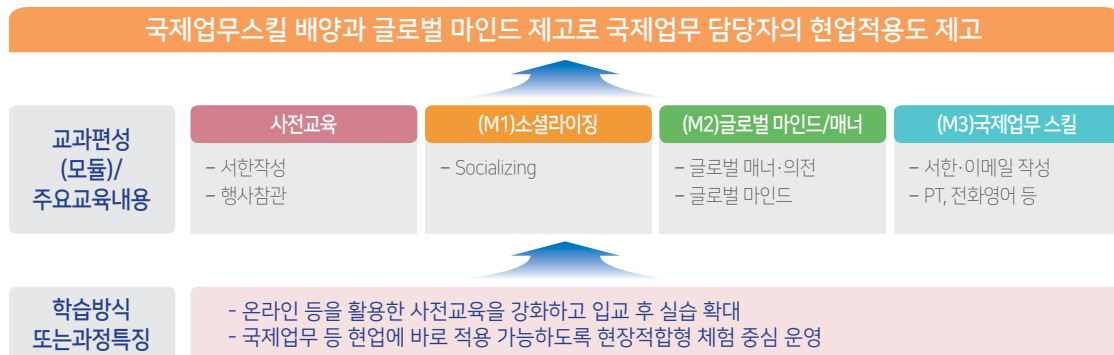 국제업무스킬 배양과 글로벌 마인드 제고로 국제업무 담당자의 현업적용도 제고
교과편성
(모듈)/
주요교육내용
사전교육
– 서한작성
– 행사참관
(M1)소셜라이징
– Socializing
(M2)글로벌 마인드/매너
– 글로벌 매너·의전
– 글로벌 마인드
(M3)국제업무 스킬
– 서한·이메일 작성
– PT, 전화영어 등
학습방식
또는과정특징
- 온라인 등을 활용한 사전교육을 강화하고 입교 후 실습 확대
- 국제업무 등 현업에 바로 적용 가능하도록 현장적합형 체험 중심 운영